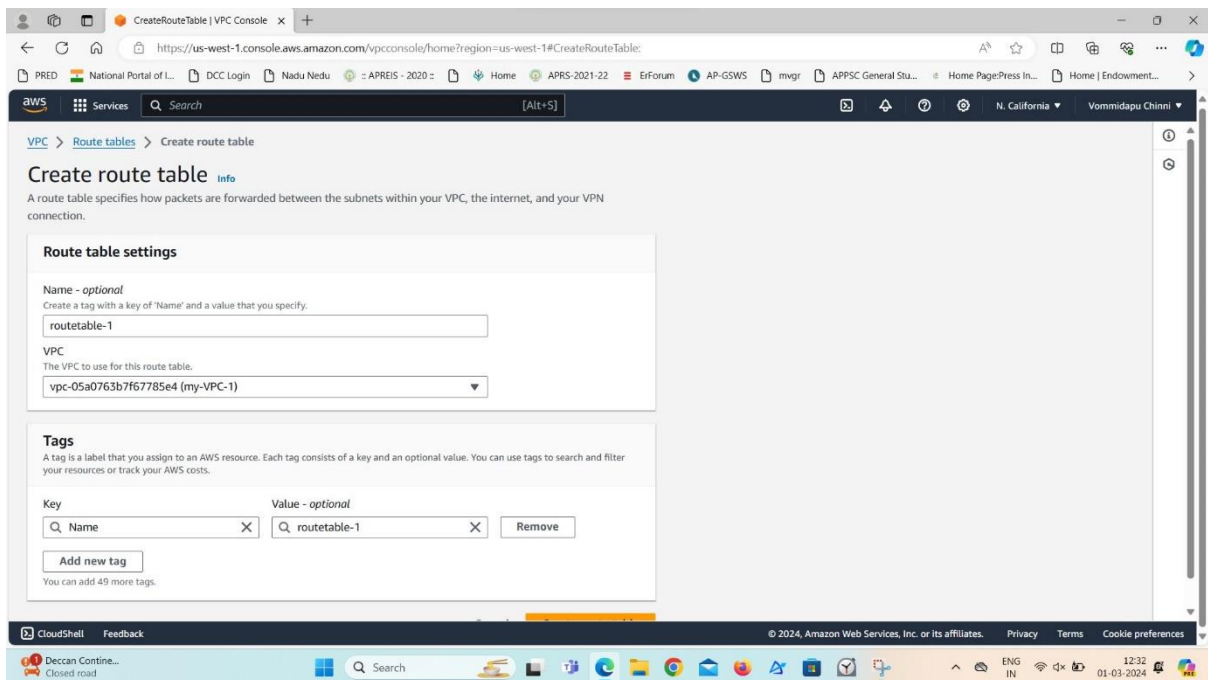 CreateRouteTable | VPC Console
https://us-west-1.console.aws.amazon.com/vpcconsole/home?region=us-west-1#CreateRouteTable:
PRED National Portal of I... DCC Login Nadu Nedu :: APREIS - 2020 :: Home APRS-2021-22 ErForum AP-GSWS mvgr APPSC General Stu... Home Page:Press In... Home | Endowment...
aws Services Search [Alt+S] N. California Vommidapu Chinni
VPC > Route tables > Create route table
Create route table Info
A route table specifies how packets are forwarded between the subnets within your VPC, the internet, and your VPN
connection.
Route table settings
Name - optional
Create a tag with a key of 'Name' and a value that you specify.
routetable-1
VPC
The VPC to use for this route table.
vpc-05a0763b7f67785e4 (my-VPC-1)
Tags
A tag is a label that you assign to an AWS resource. Each tag consists of a key and an optional value. You can use tags to search and filter
your resources or track your AWS costs.
Key Value - optional
Name routetable-1 Remove
Add new tag
You can add 49 more tags.
CloudShell Feedback © 2024, Amazon Web Services, Inc. or its affiliates. Privacy Terms Cookie preferences
Deccan Contine... Search ENG 12:32
Closed road IN 01-03-2024